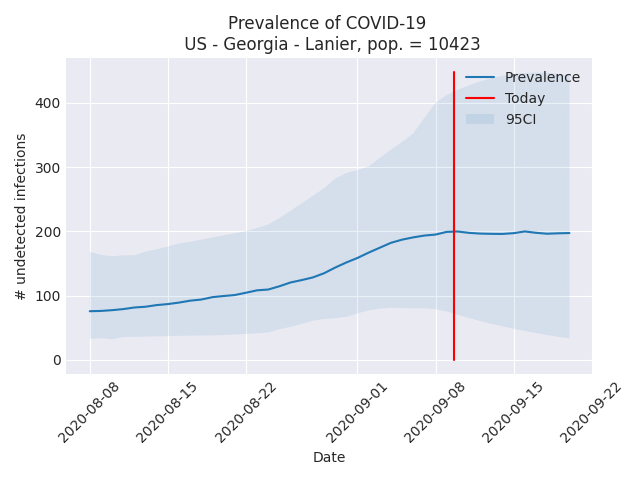 Prevalence of COVID-19
US - Georgia - Lanier, pop. = 10423
Prevalence
Today
95CI
# undetected infections
400
300
200
100
0
2020-08-08
2020-08-15
2020-08-22
2020-09-01
2020-09-08
2020-09-15
2020-09-22
Date